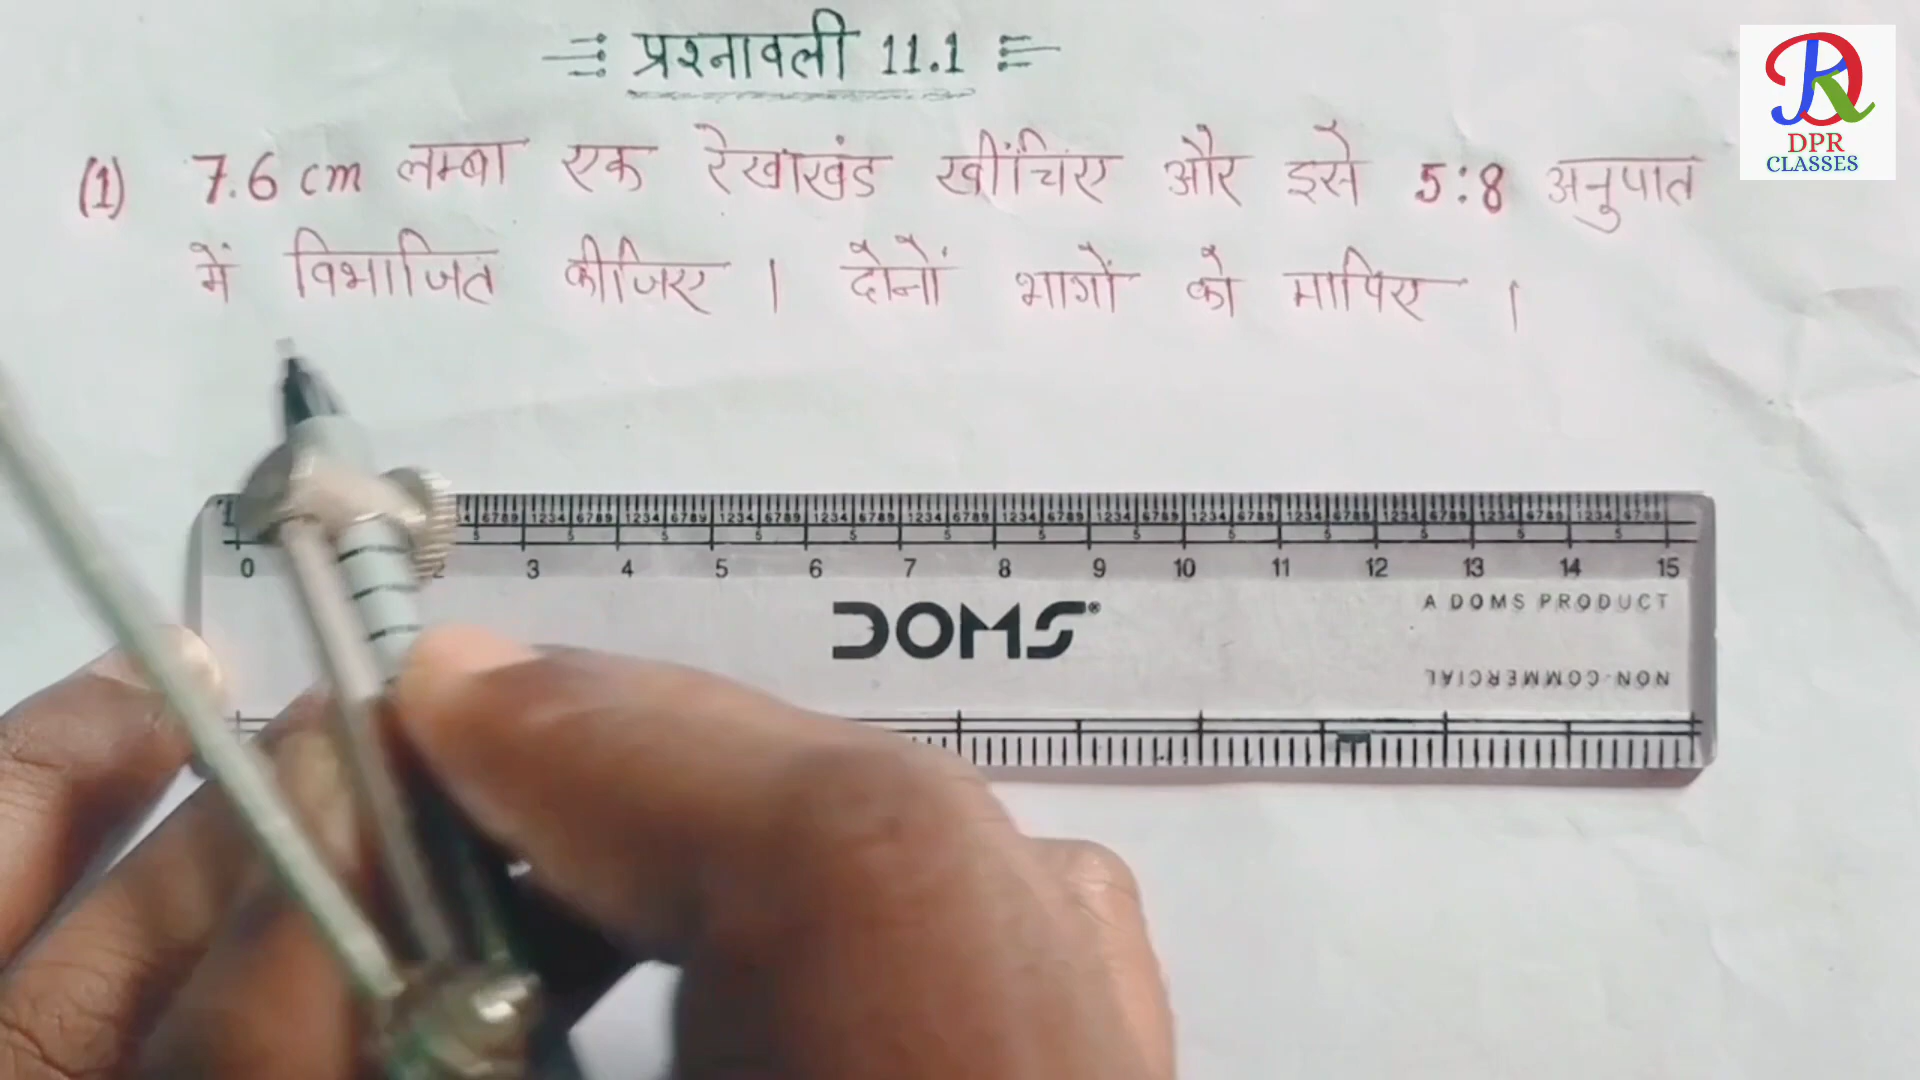 प्रश्नावली 11.1
DPR
CLASSES
(1) 7.6 cm लम्बा एक रेखाखंड खींचिए और इसे 5:8 अनुपात
में विभाजित कीजिए । दोनों भागों को मापिए ।
0 2 3 4 5 6 7 8 9 10 11 12 13 14 15
DOMS®
A DOMS PRODUCT
NON-COMMERCIAL